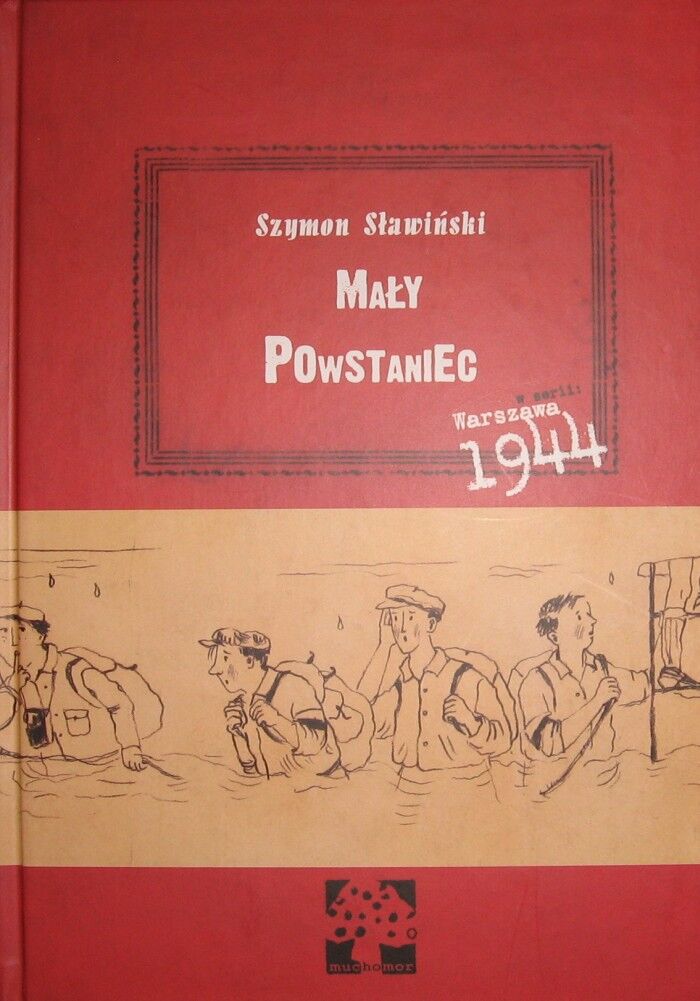 Szymon Sławiński
Mały
Powstaniec
w serii:
Warszawa
1944
muchomor